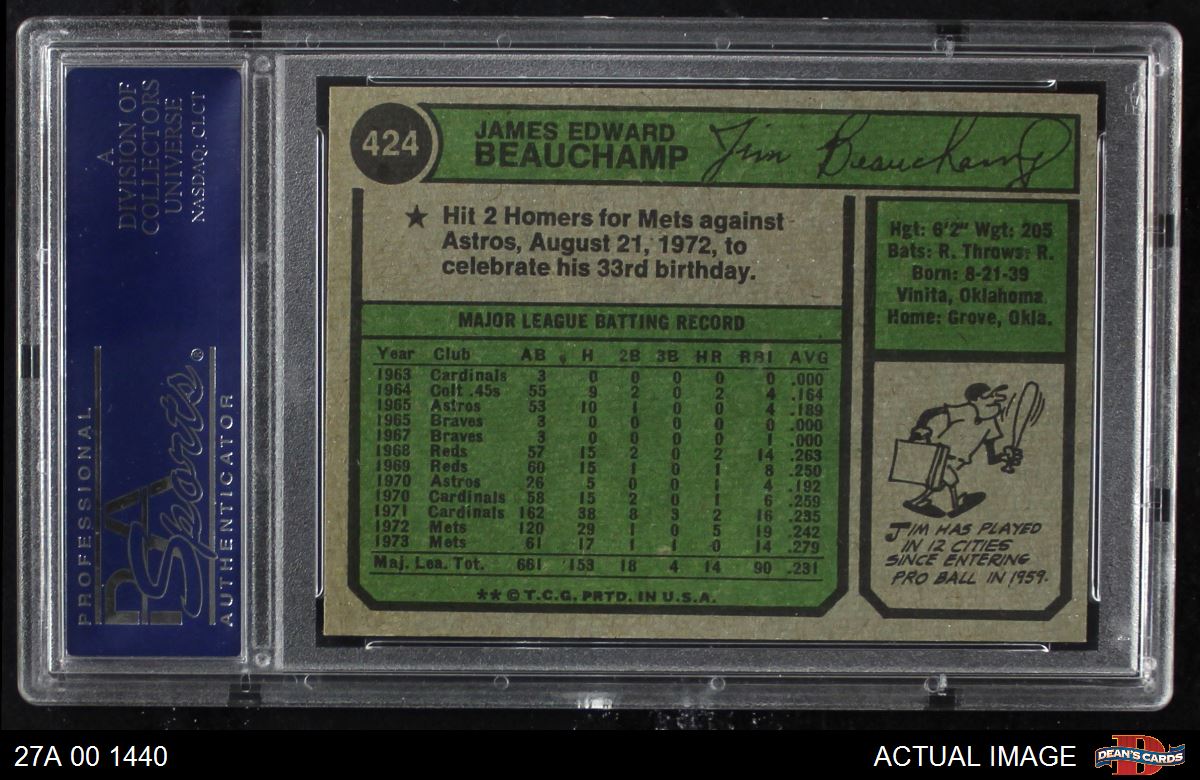 A
DIVISION OF
COLLECTORS
UNIVERSE
NASDAQ: CLCT
PROFESSIONAL
PSA
Sports®
AUTHENTICATOR
424
JAMES EDWARD
BEAUCHAMP
Jim Beauchamp
★ Hit 2 Homers for Mets against
Astros, August 21, 1972, to
celebrate his 33rd birthday.
MAJOR LEAGUE BATTING RECORD
Year Club AB H 2B 3B HR RBI AVG
1963 Cardinals 3 0 0 0 0 0 .000
1964 Colt .45s 55 9 2 0 2 4 .164
1965 Astros 53 10 1 0 0 4 .189
1965 Braves 3 0 0 0 0 0 .000
1967 Braves 3 0 0 0 0 1 .000
1968 Reds 57 15 2 0 2 14 .263
1969 Reds 60 15 1 0 1 8 .250
1970 Astros 26 5 0 0 1 4 .192
1970 Cardinals 58 15 2 0 1 6 .259
1971 Cardinals 162 38 8 3 2 16 .235
1972 Mets 120 29 1 0 5 19 .242
1973 Mets 61 17 1 1 0 14 .279
Maj. Lea. Tot. 661 153 18 4 14 90 .231
** © T.C.G. PRTD. IN U.S.A.
Hgt: 6'2" Wgt: 205
Bats: R. Throws: R.
Born: 8-21-39
Vinita, Oklahoma
Home: Grove, Okla.
JIM HAS PLAYED
IN 12 CITIES
SINCE ENTERING
PRO BALL IN 1959.
27A 00 1440
ACTUAL IMAGE
D
DEAN'S CARDS